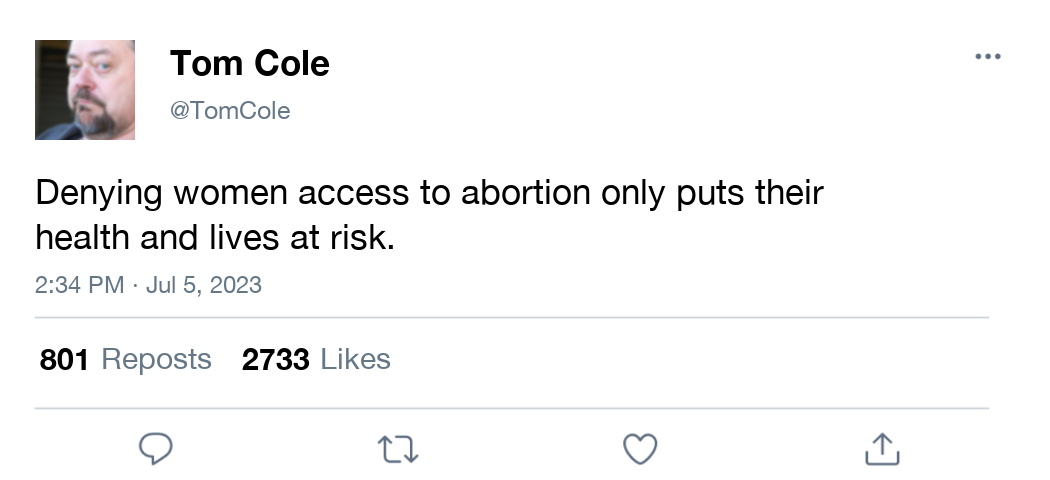 Tom Cole
@TomCole
Denying women access to abortion only puts their
health and lives at risk.
2:34 PM · Jul 5, 2023
801 Reposts 2733 Likes